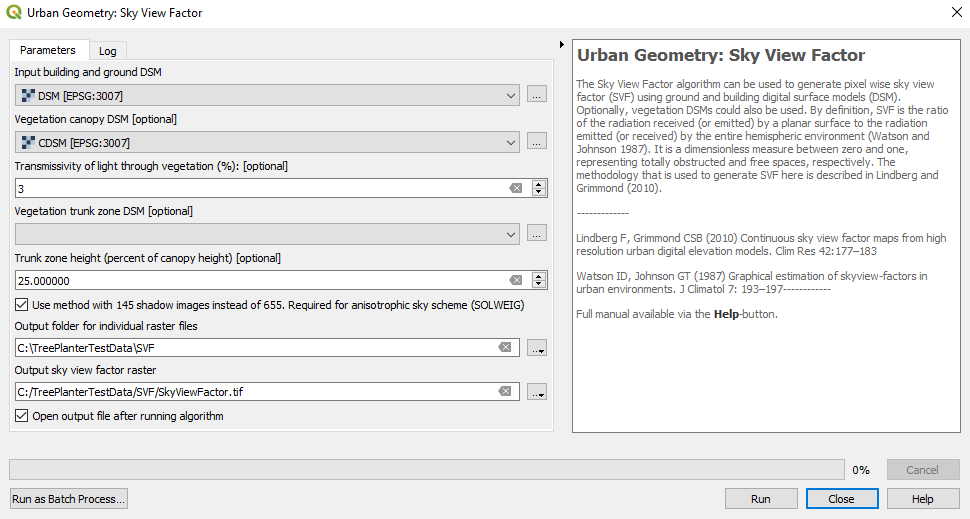 Urban Geometry: Sky View Factor
Parameters
Log
Input building and ground DSM
DSM [EPSG:3007]
...
Vegetation canopy DSM [optional]
CDSM [EPSG:3007]
...
Transmissivity of light through vegetation (%): [optional]
3
Vegetation trunk zone DSM [optional]
...
Trunk zone height (percent of canopy height) [optional]
25.000000
Use method with 145 shadow images instead of 655. Required for anisotrophic sky scheme (SOLWEIG)
Output folder for individual raster files
C:\TreePlanterTestData\SVF
...
Output sky view factor raster
C:/TreePlanterTestData/SVF/SkyViewFactor.tif
...
Open output file after running algorithm
Urban Geometry: Sky View Factor
The Sky View Factor algorithm can be used to generate pixel wise sky view
factor (SVF) using ground and building digital surface models (DSM).
Optionally, vegetation DSMs could also be used. By definition, SVF is the ratio
of the radiation received (or emitted) by a planar surface to the radiation
emitted (or received) by the entire hemispheric environment (Watson and
Johnson 1987). It is a dimensionless measure between zero and one,
representing totally obstructed and free spaces, respectively. The
methodology that is used to generate SVF here is described in Lindberg and
Grimmond (2010).
-------------
Lindberg F, Grimmond CSB (2010) Continuous sky view factor maps from high
resolution urban digital elevation models. Clim Res 42:177–183
Watson ID, Johnson GT (1987) Graphical estimation of skyview-factors in
urban environments. J Climatol 7: 193–197------------
Full manual available via the Help-button.
0%
Cancel
Run as Batch Process...
Run
Close
Help